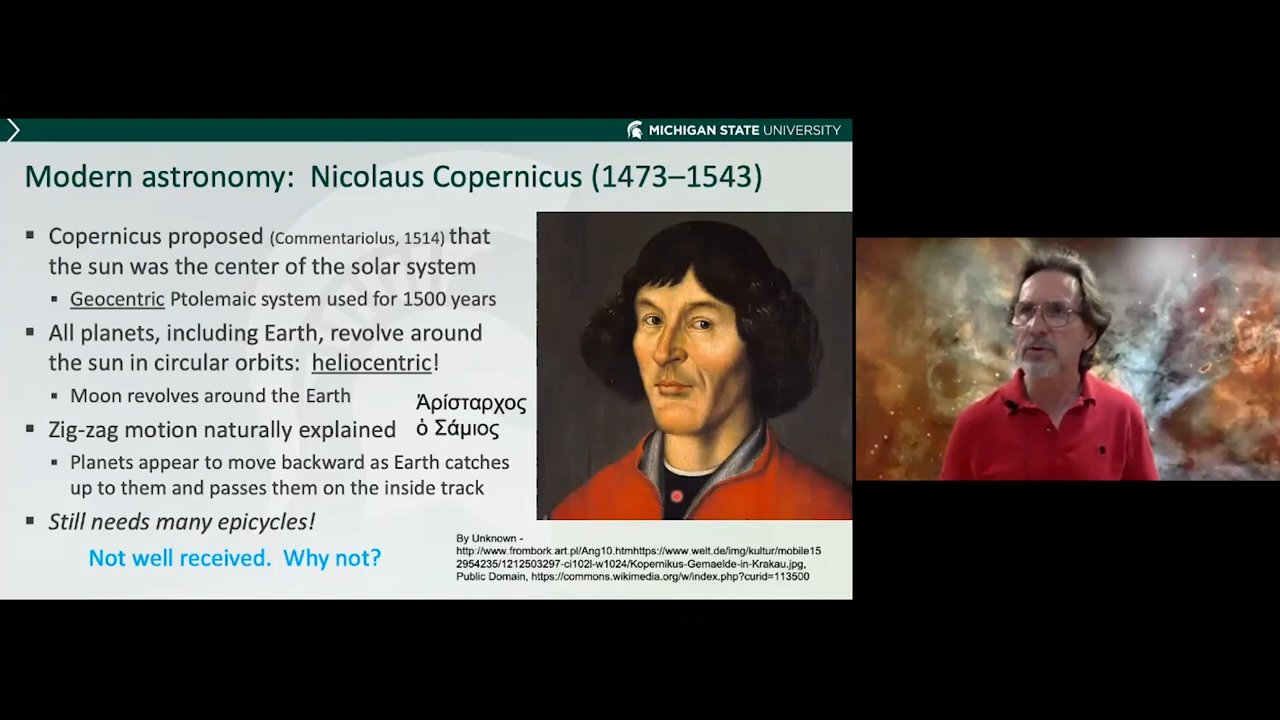 MICHIGAN STATE UNIVERSITY
Modern astronomy: Nicolaus Copernicus (1473–1543)
▪ Copernicus proposed (Commentariolus, 1514) that
the sun was the center of the solar system
▪ Geocentric Ptolemaic system used for 1500 years
▪ All planets, including Earth, revolve around
the sun in circular orbits: heliocentric!
▪ Moon revolves around the Earth
Ἀρίσταρχος
ὁ Σάμιος
▪ Zig-zag motion naturally explained
▪ Planets appear to move backward as Earth catches
up to them and passes them on the inside track
▪ Still needs many epicycles!
Not well received. Why not?
By Unknown -
http://www.frombork.art.pl/Ang10.htmhttps://www.welt.de/img/kultur/mobile15
2954235/1212503297-ci102l-w1024/Kopernikus-Gemaelde-in-Krakau.jpg,
Public Domain, https://commons.wikimedia.org/w/index.php?curid=113500